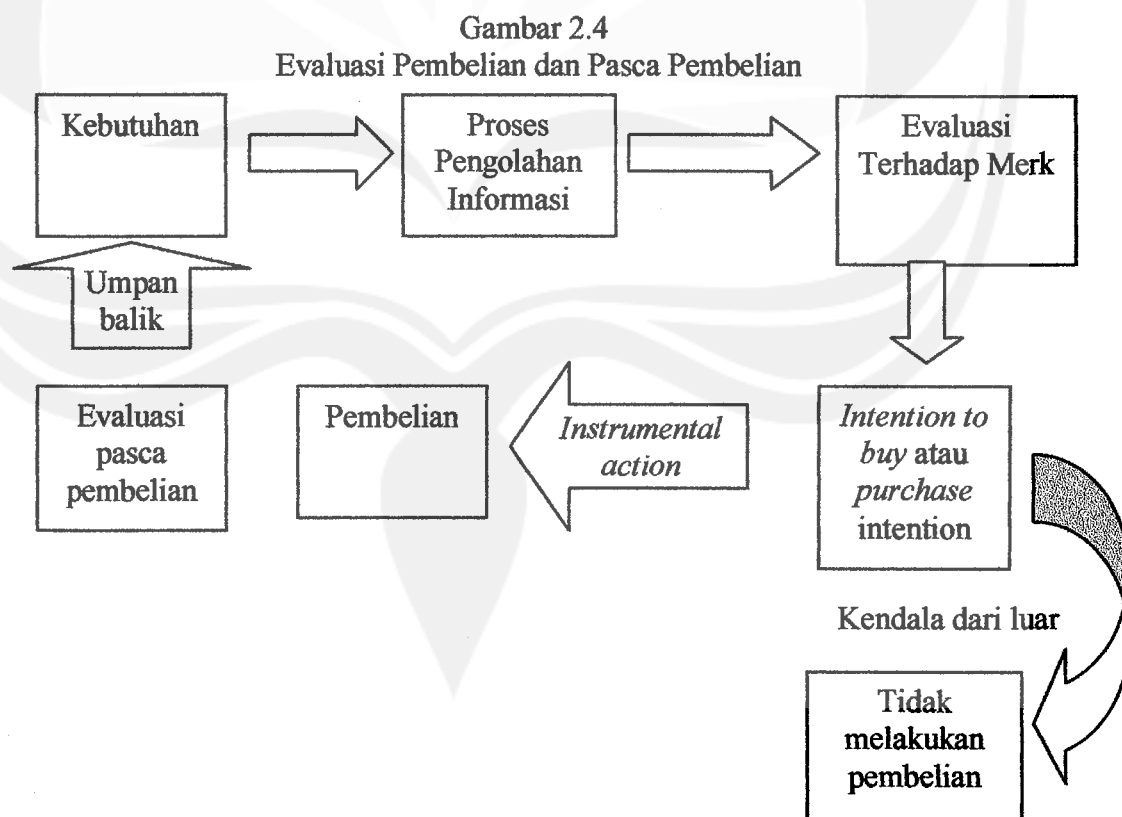 Gambar 2.4
Evaluasi Pembelian dan Pasca Pembelian
Kebutuhan
Proses
Pengolahan
Informasi
Evaluasi
Terhadap Merk
Umpan
balik
Evaluasi
pasca
pembelian
Pembelian
Instrumental
action
Intention to
buy atau
purchase
intention
Kendala dari luar
Tidak
melakukan
pembelian